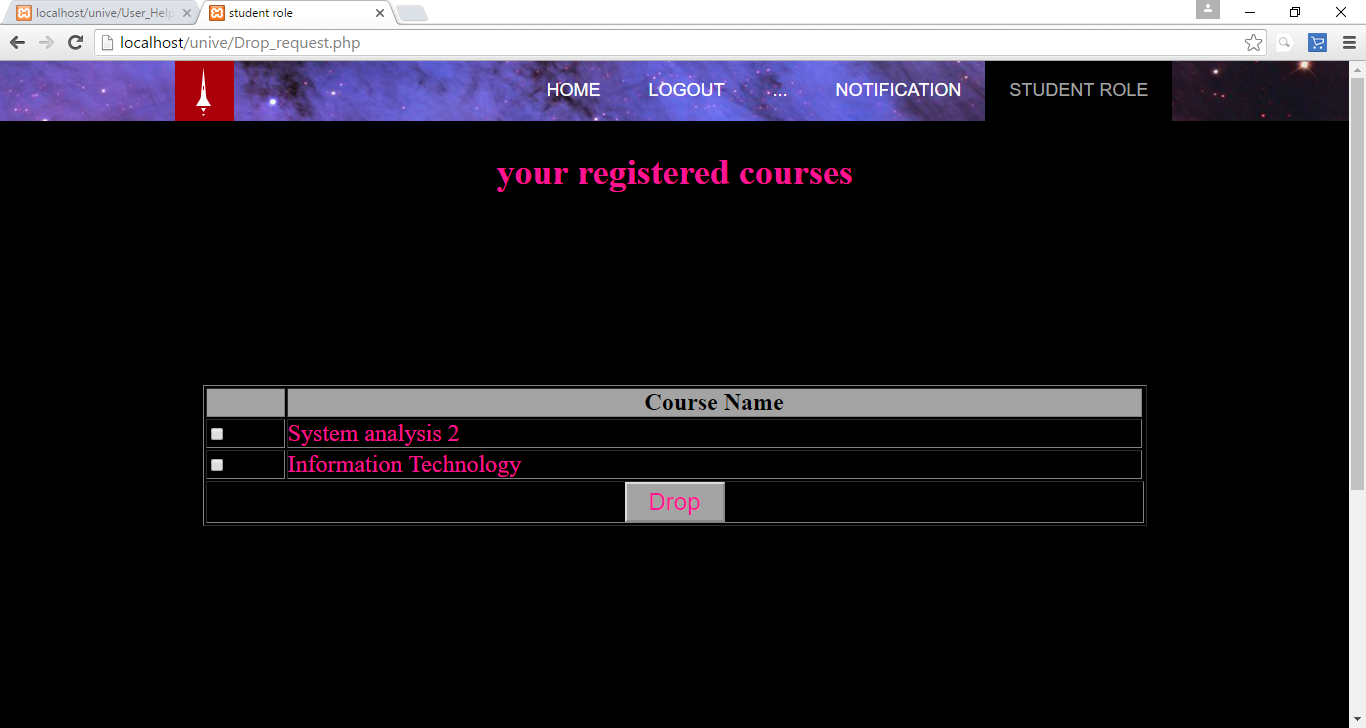 localhost/unive/User_Help
student role
localhost/unive/Drop_request.php
HOME LOGOUT ... NOTIFICATION STUDENT ROLE
your registered courses
Course Name
System analysis 2
Information Technology
Drop